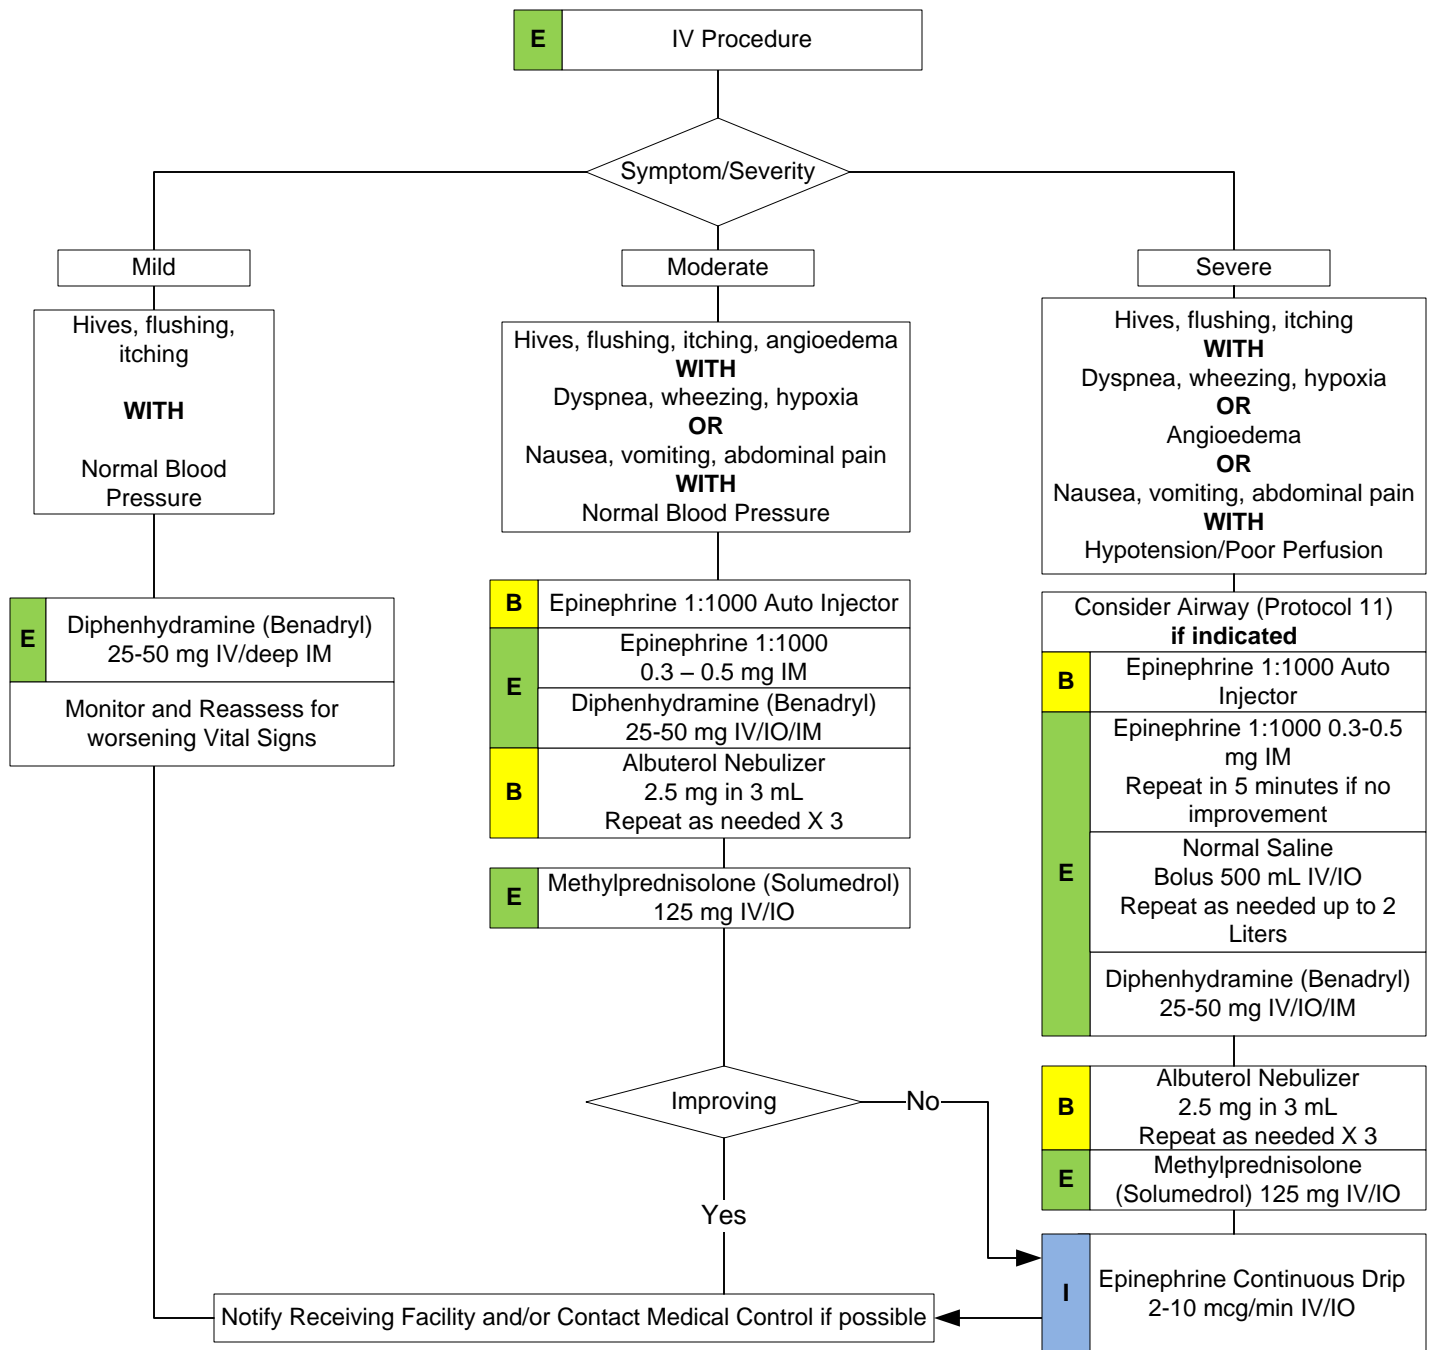 E
IV Procedure
Symptom/Severity
Mild
Hives, flushing,
itching
WITH
Normal Blood
Pressure
E
Diphenhydramine (Benadryl)
25-50 mg IV/deep IM
Monitor and Reassess for
worsening Vital Signs
Moderate
Hives, flushing, itching, angioedema
WITH
Dyspnea, wheezing, hypoxia
OR
Nausea, vomiting, abdominal pain
WITH
Normal Blood Pressure
B
Epinephrine 1:1000 Auto Injector
E
Epinephrine 1:1000
0.3 – 0.5 mg IM
Diphenhydramine (Benadryl)
25-50 mg IV/IO/IM
B
Albuterol Nebulizer
2.5 mg in 3 mL
Repeat as needed X 3
E
Methylprednisolone (Solumedrol)
125 mg IV/IO
Improving
No
Yes
Severe
Hives, flushing, itching
WITH
Dyspnea, wheezing, hypoxia
OR
Angioedema
OR
Nausea, vomiting, abdominal pain
WITH
Hypotension/Poor Perfusion
Consider Airway (Protocol 11)
if indicated
B
Epinephrine 1:1000 Auto
Injector
E
Epinephrine 1:1000 0.3-0.5
mg IM
Repeat in 5 minutes if no
improvement
Normal Saline
Bolus 500 mL IV/IO
Repeat as needed up to 2
Liters
Diphenhydramine (Benadryl)
25-50 mg IV/IO/IM
B
Albuterol Nebulizer
2.5 mg in 3 mL
Repeat as needed X 3
E
Methylprednisolone
(Solumedrol) 125 mg IV/IO
I
Epinephrine Continuous Drip
2-10 mcg/min IV/IO
Notify Receiving Facility and/or Contact Medical Control if possible